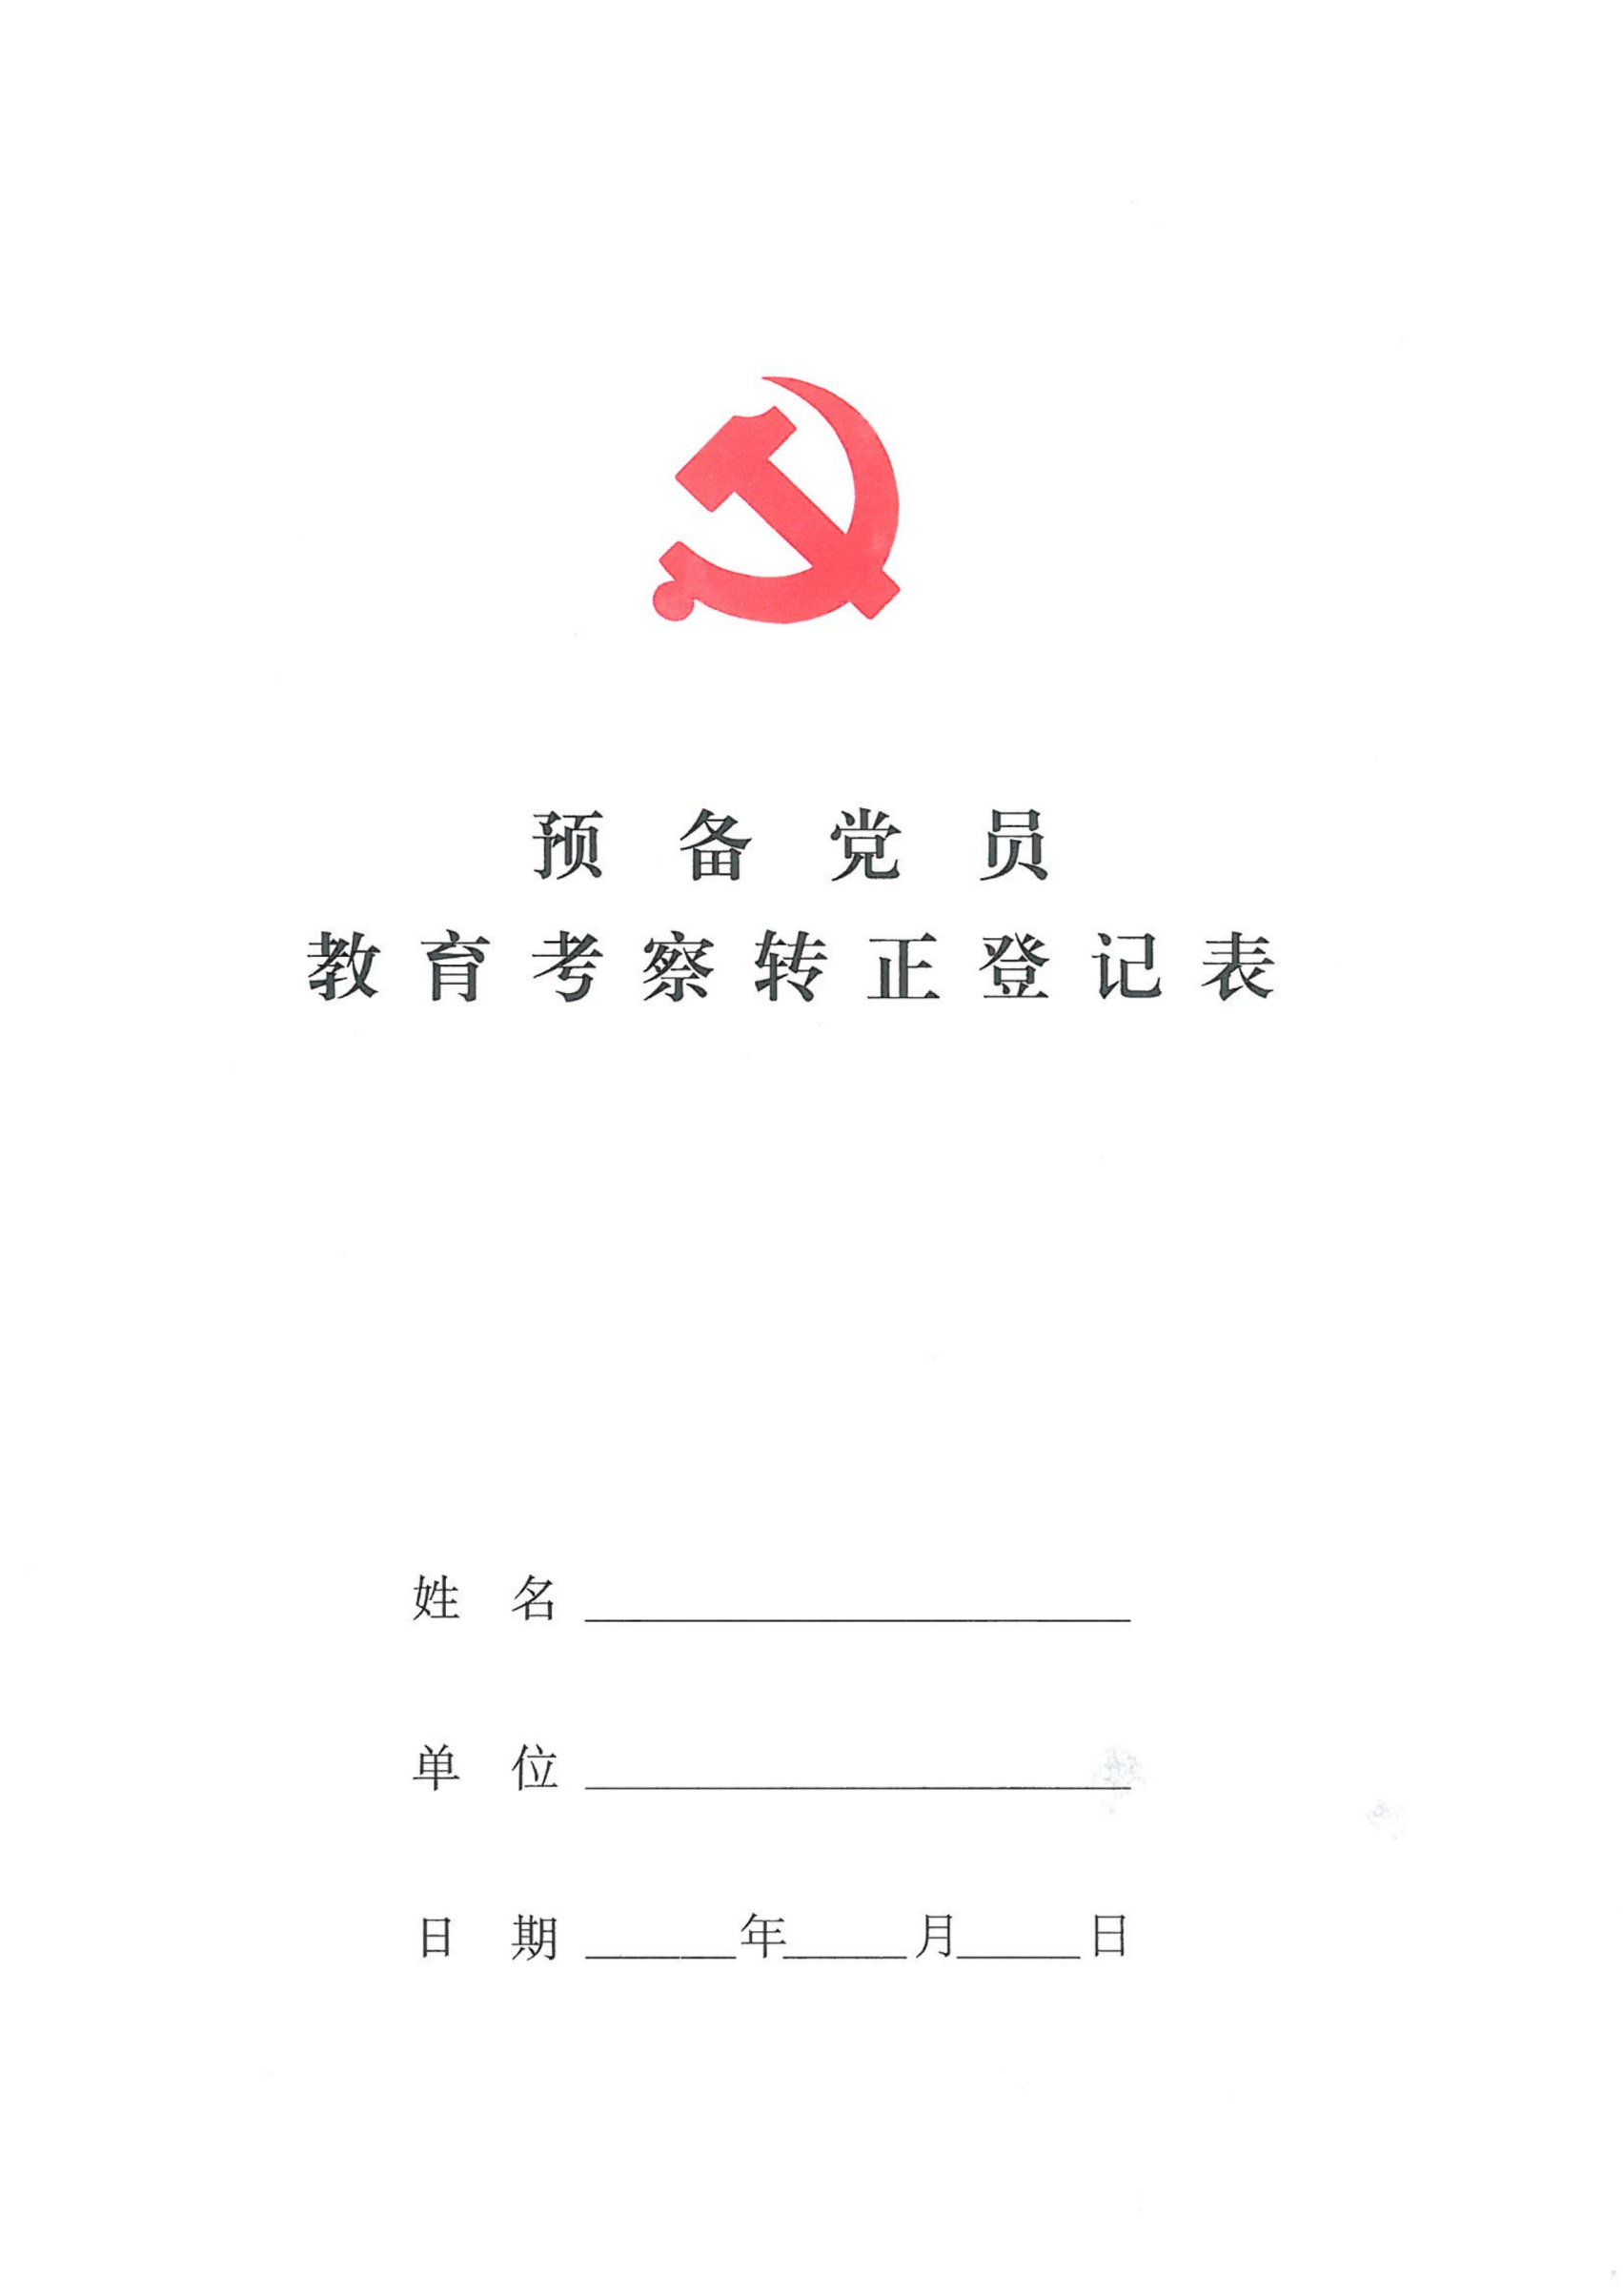 预备党员
教育考察转正登记表
姓 名
单 位
日 期 年 月 日